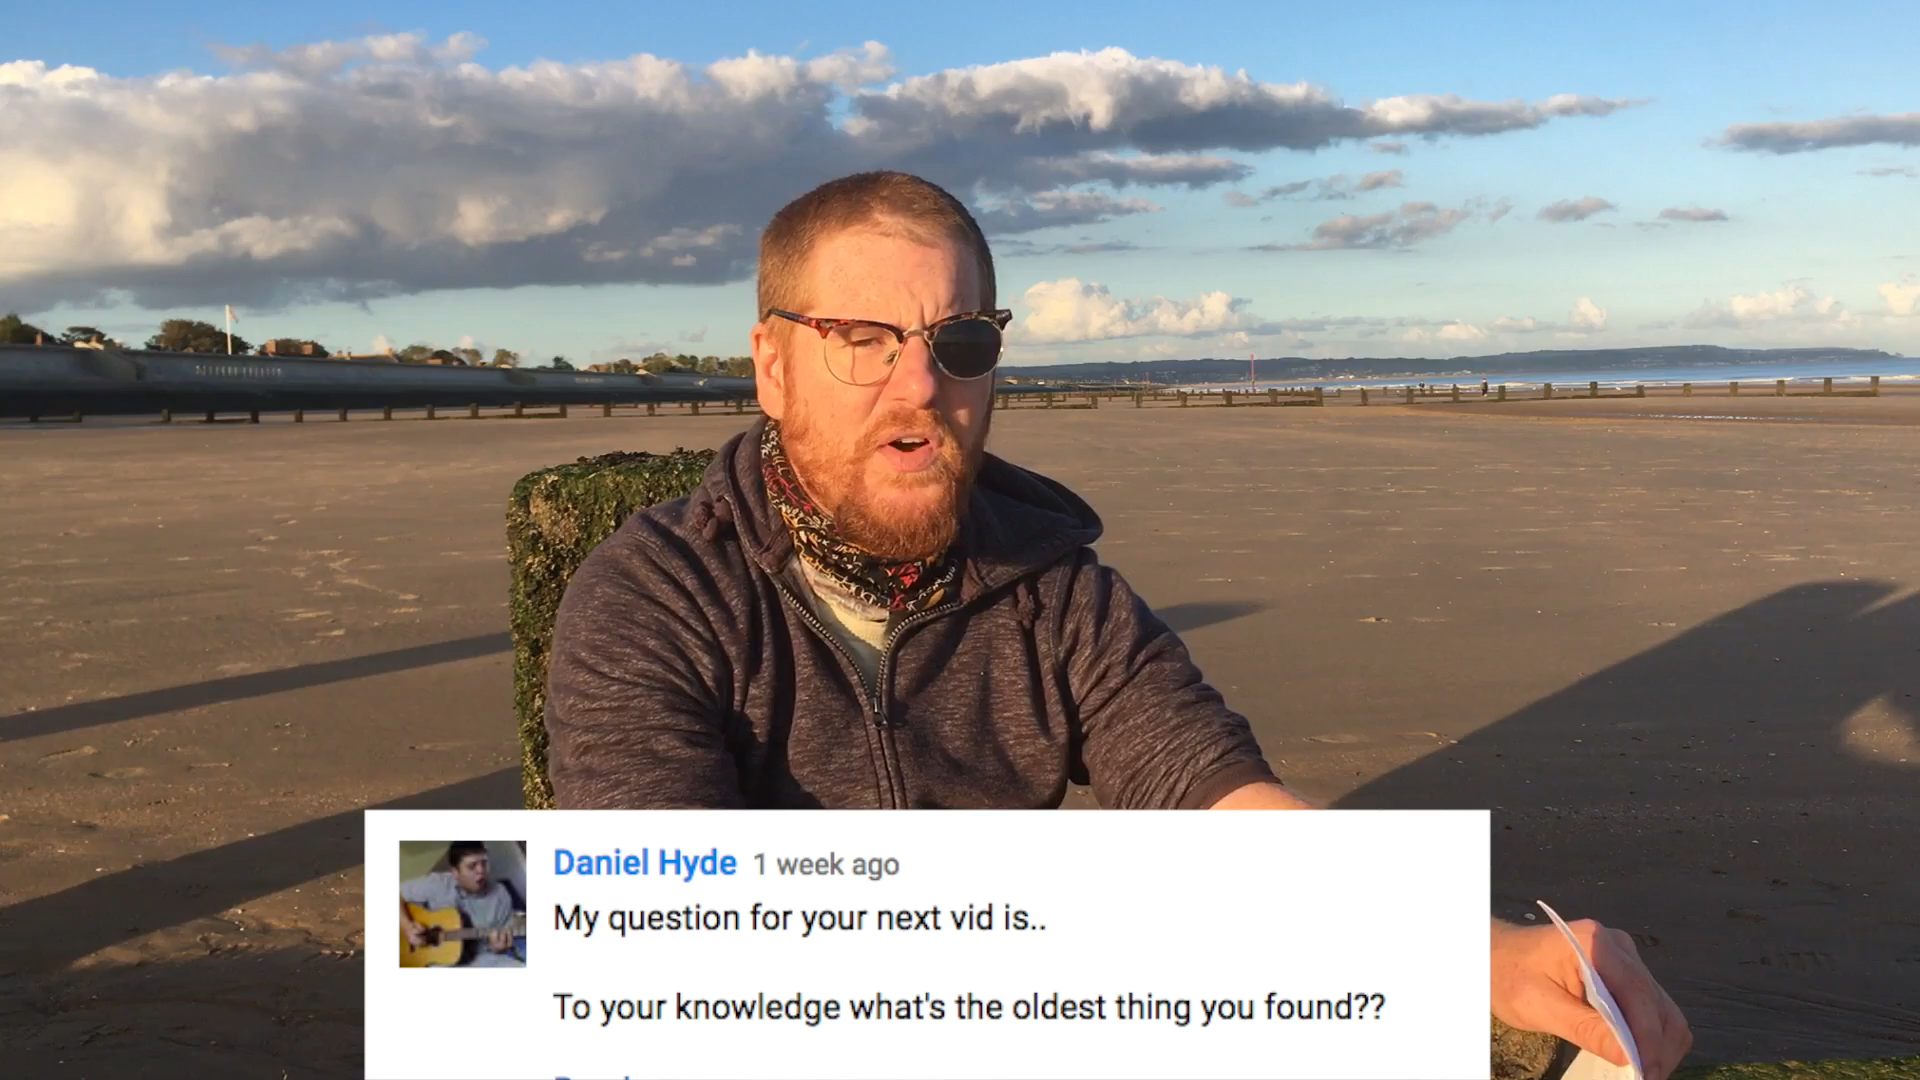 Daniel Hyde 1 week ago
My question for your next vid is..
To your knowledge what's the oldest thing you found??